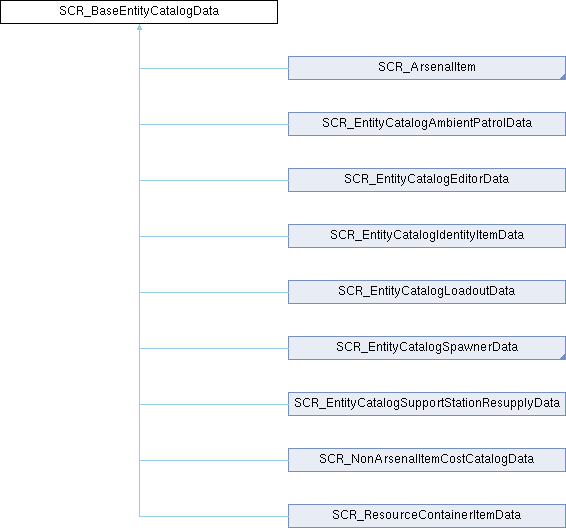 SCR_BaseEntityCatalogData
SCR_ArsenalItem
SCR_EntityCatalogAmbientPatrolData
SCR_EntityCatalogEditorData
SCR_EntityCatalogIdentityItemData
SCR_EntityCatalogLoadoutData
SCR_EntityCatalogSpawnerData
SCR_EntityCatalogSupportStationResupplyData
SCR_NonArsenalItemCostCatalogData
SCR_ResourceContainerItemData